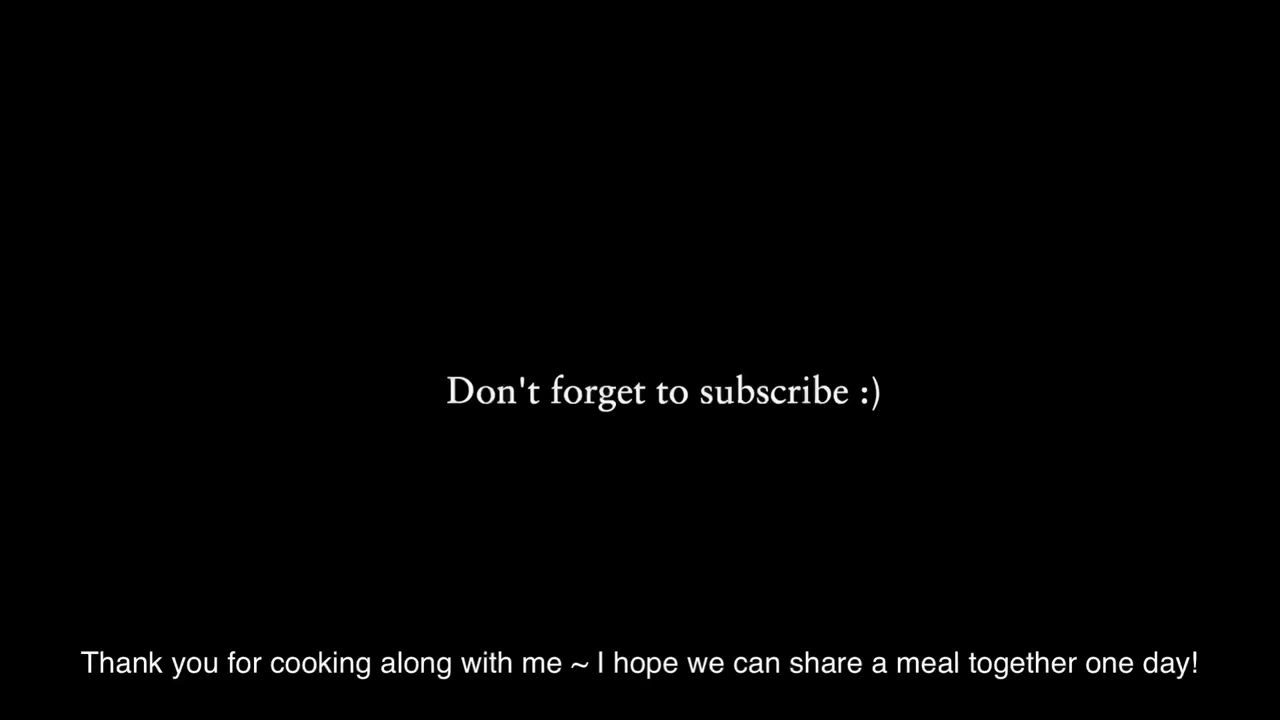 Don't forget to subscribe :)
Thank you for cooking along with me ~ I hope we can share a meal together one day!